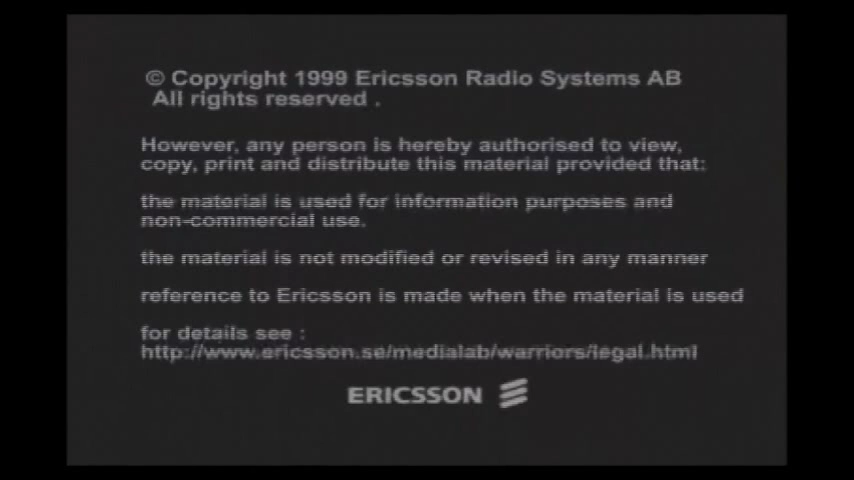 © Copyright 1999 Ericsson Radio Systems AB
All rights reserved .
However, any person is hereby authorised to view,
copy, print and distribute this material provided that:
the material is used for information purposes and
non-commercial use.
the material is not modified or revised in any manner
reference to Ericsson is made when the material is used
for details see :
http://www.ericsson.se/medialab/warriors/legal.html
ERICSSON